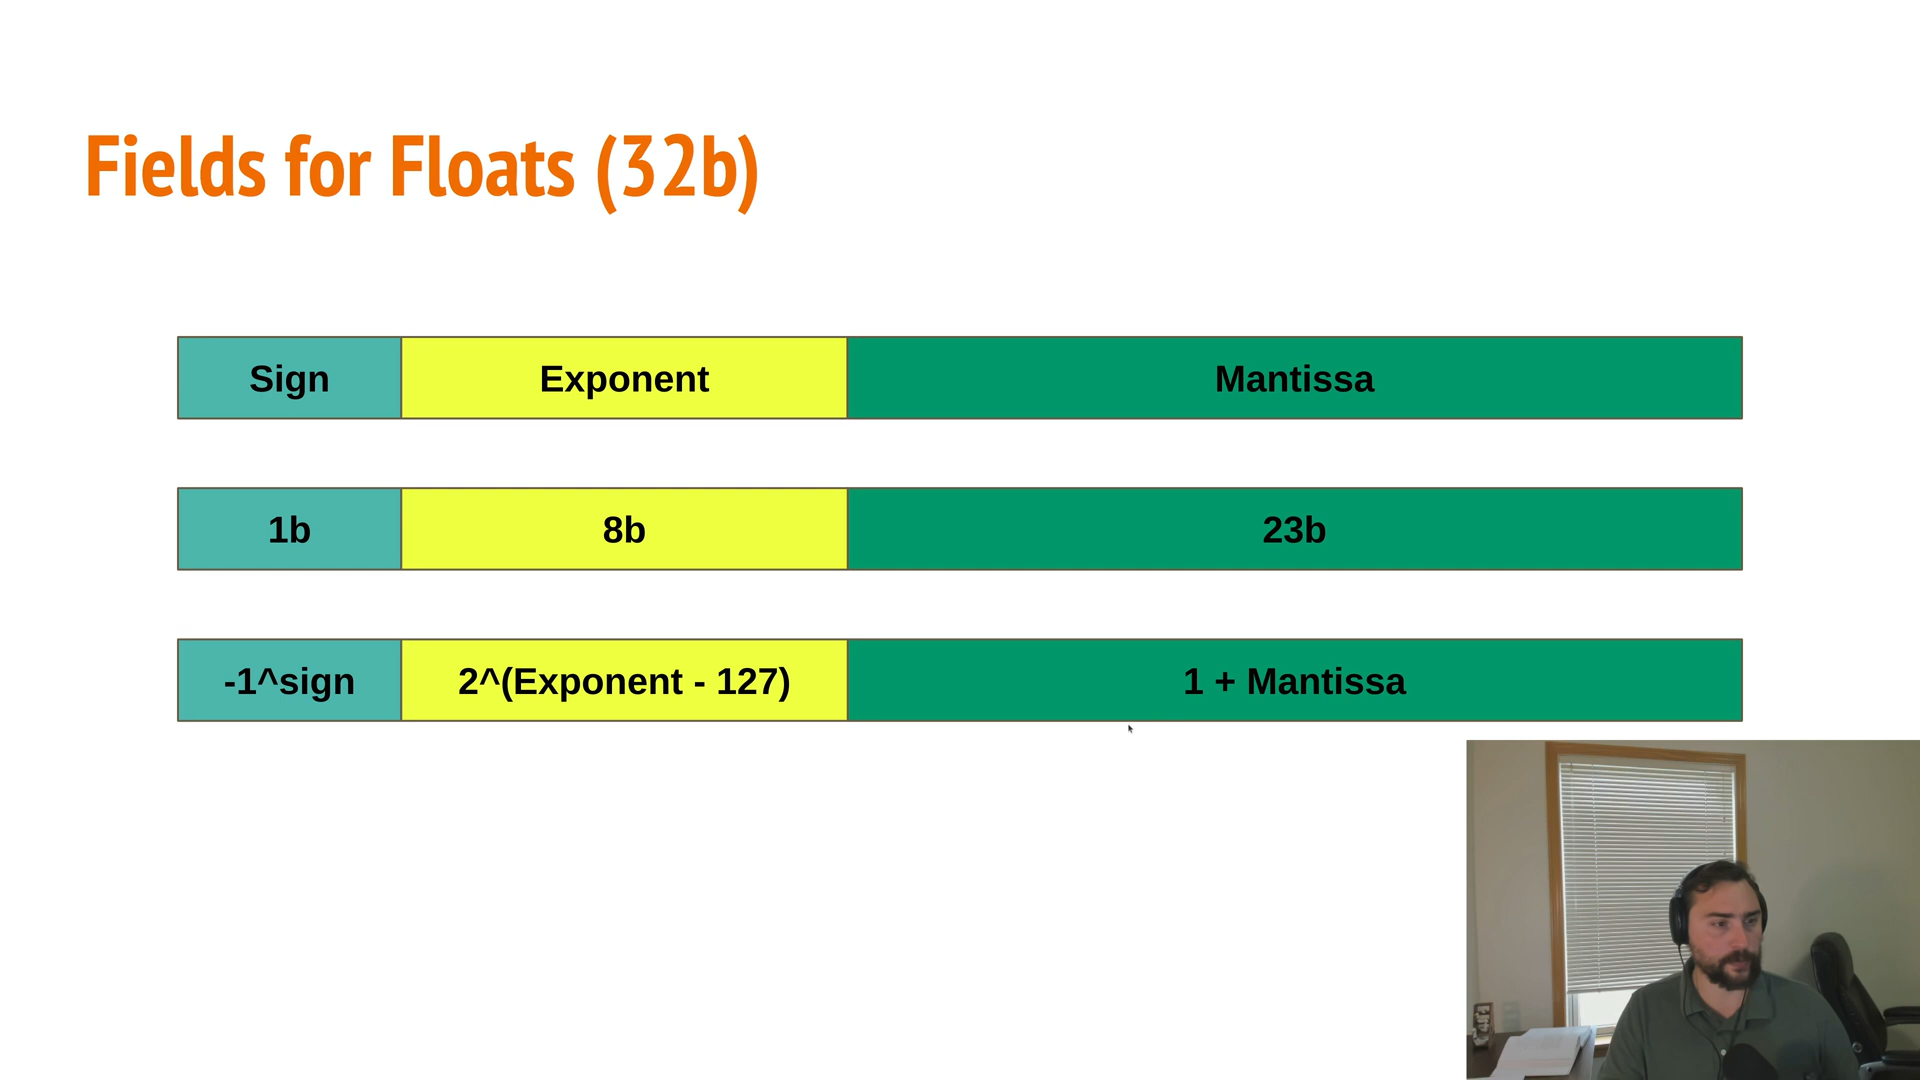 Fields for Floats (32b)
Sign Exponent Mantissa
1b 8b 23b
-1^sign 2^(Exponent - 127) 1 + Mantissa